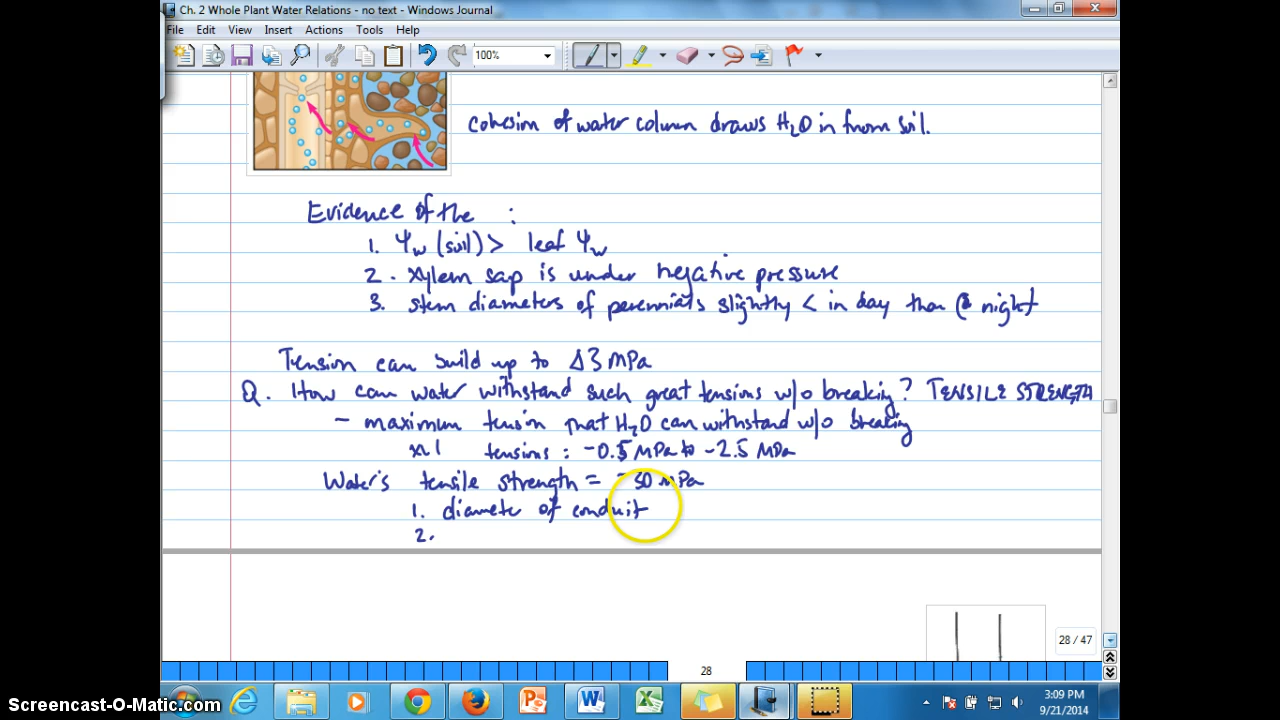 Ch. 2 Whole Plant Water Relations - no text - Windows Journal
File Edit View Insert Actions Tools Help
100%
cohesion of water column draws H₂O in from soil.
Evidence of the :
1. Ψw (soil) > leaf Ψw
2. xylem sap is under negative pressure
3. stem diameters of perennials slightly < in day than @ night
Tension can build up to Δ3 MPa
Q. How can water withstand such great tensions w/o breaking? TENSILE STRENGTH
- maximum tension that H₂O can withstand w/o breaking
xyl tensions : -0.5 MPa to -2.5 MPa
Water's tensile strength = -30 MPa
1. diameter of conduit
2.
28 / 47
28
3:09 PM
9/21/2014
Screencast-O-Matic.com